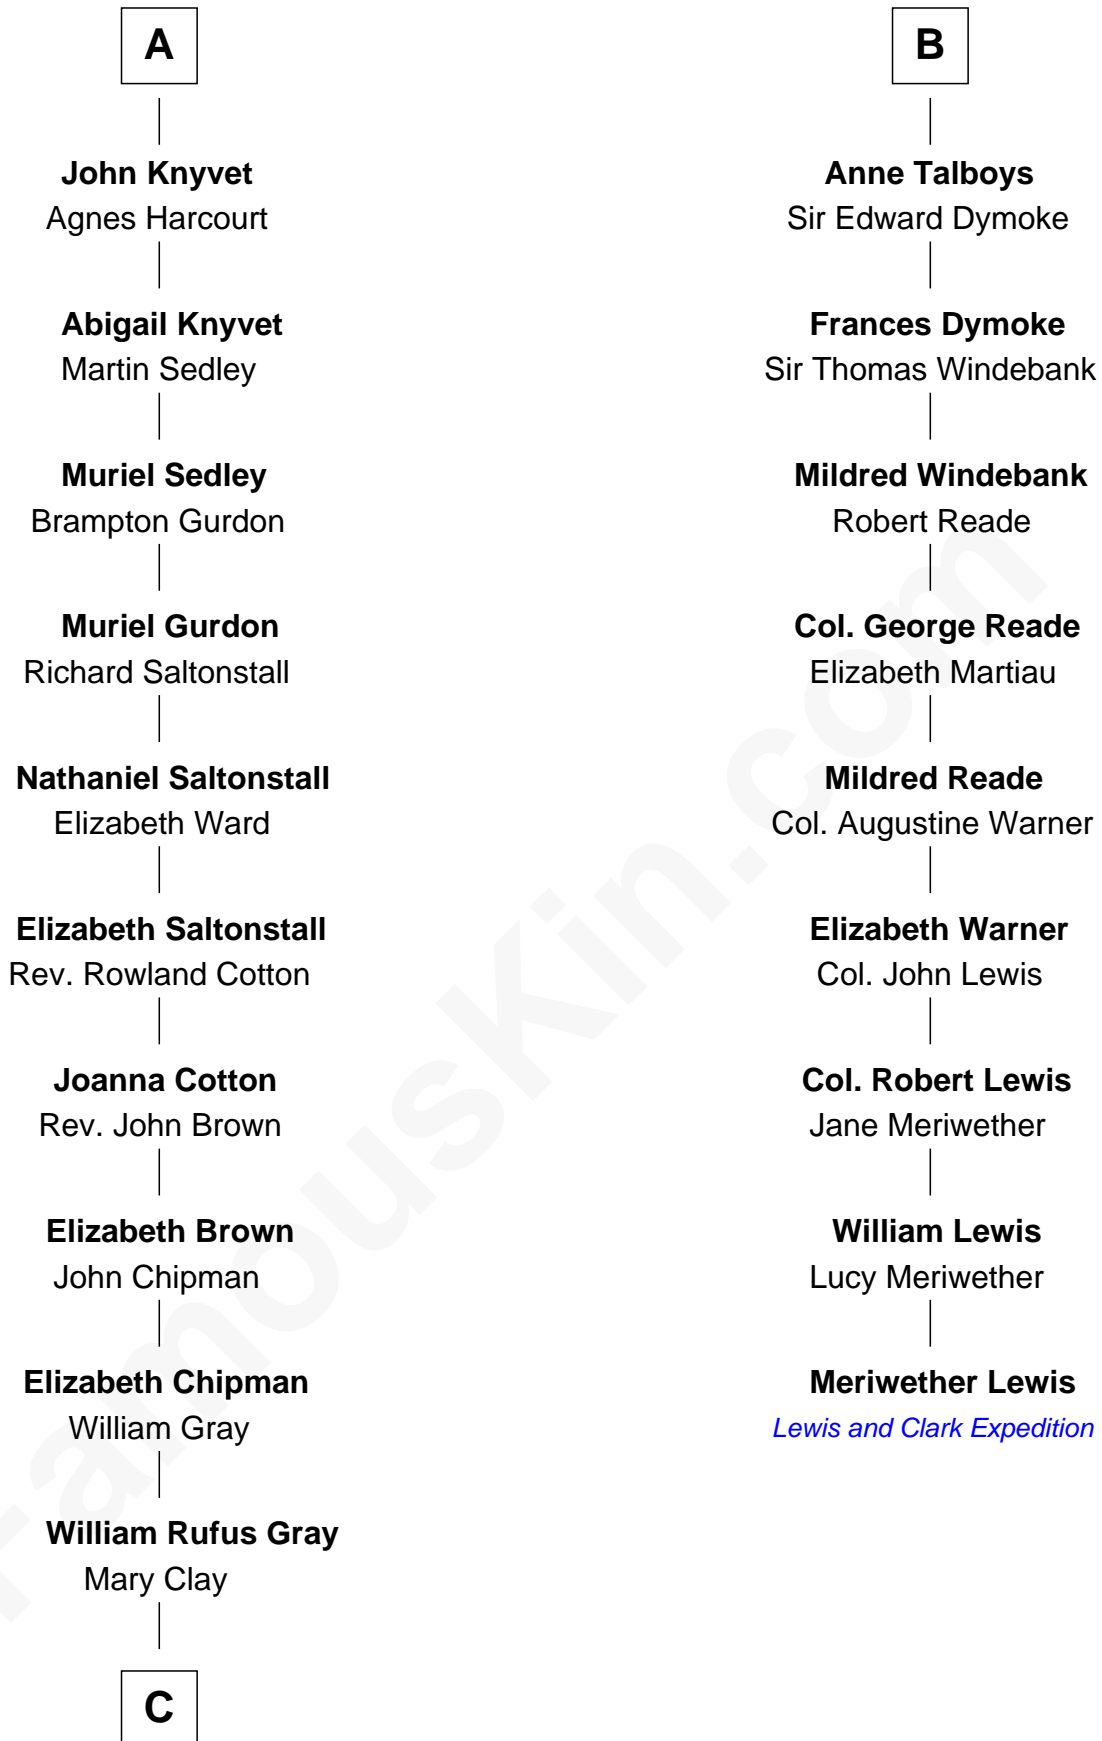 A
John Knyvet
Agnes Harcourt
Abigail Knyvet
Martin Sedley
Muriel Sedley
Brampton Gurdon
Muriel Gurdon
Richard Saltonstall
Nathaniel Saltonstall
Elizabeth Ward
Elizabeth Saltonstall
Rev. Rowland Cotton
Joanna Cotton
Rev. John Brown
Elizabeth Brown
John Chipman
Elizabeth Chipman
William Gray
William Rufus Gray
Mary Clay
C
B
Anne Talboys
Sir Edward Dymoke
Frances Dymoke
Sir Thomas Windebank
Mildred Windebank
Robert Reade
Col. George Reade
Elizabeth Martiau
Mildred Reade
Col. Augustine Warner
Elizabeth Warner
Col. John Lewis
Col. Robert Lewis
Jane Meriwether
William Lewis
Lucy Meriwether
Meriwether Lewis
Lewis and Clark Expedition
FamousKin.com